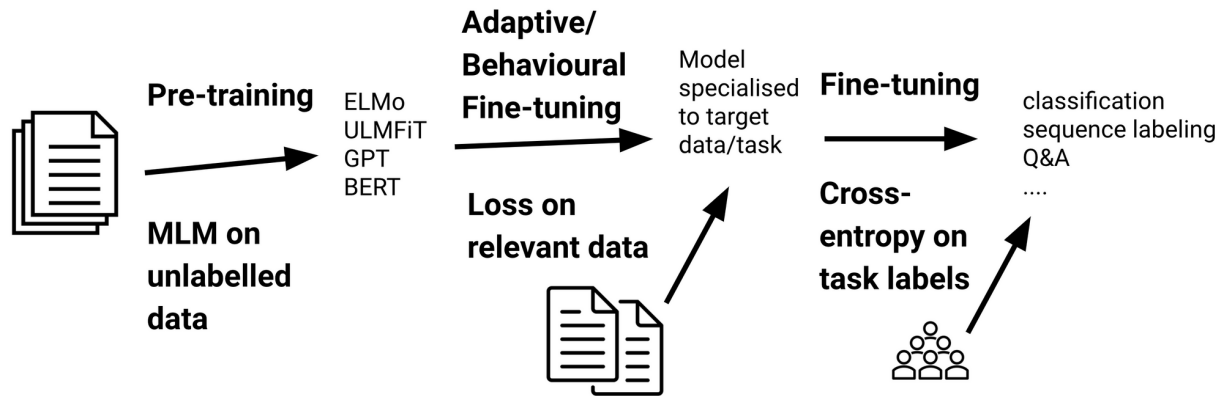 Pre-training
MLM on
unlabelled
data
ELMo
ULMFiT
GPT
BERT
Adaptive/
Behavioural
Fine-tuning
Loss on
relevant data
Model
specialised
to target
data/task
Fine-tuning
Cross-
entropy on
task labels
classification
sequence labeling
Q&A
....